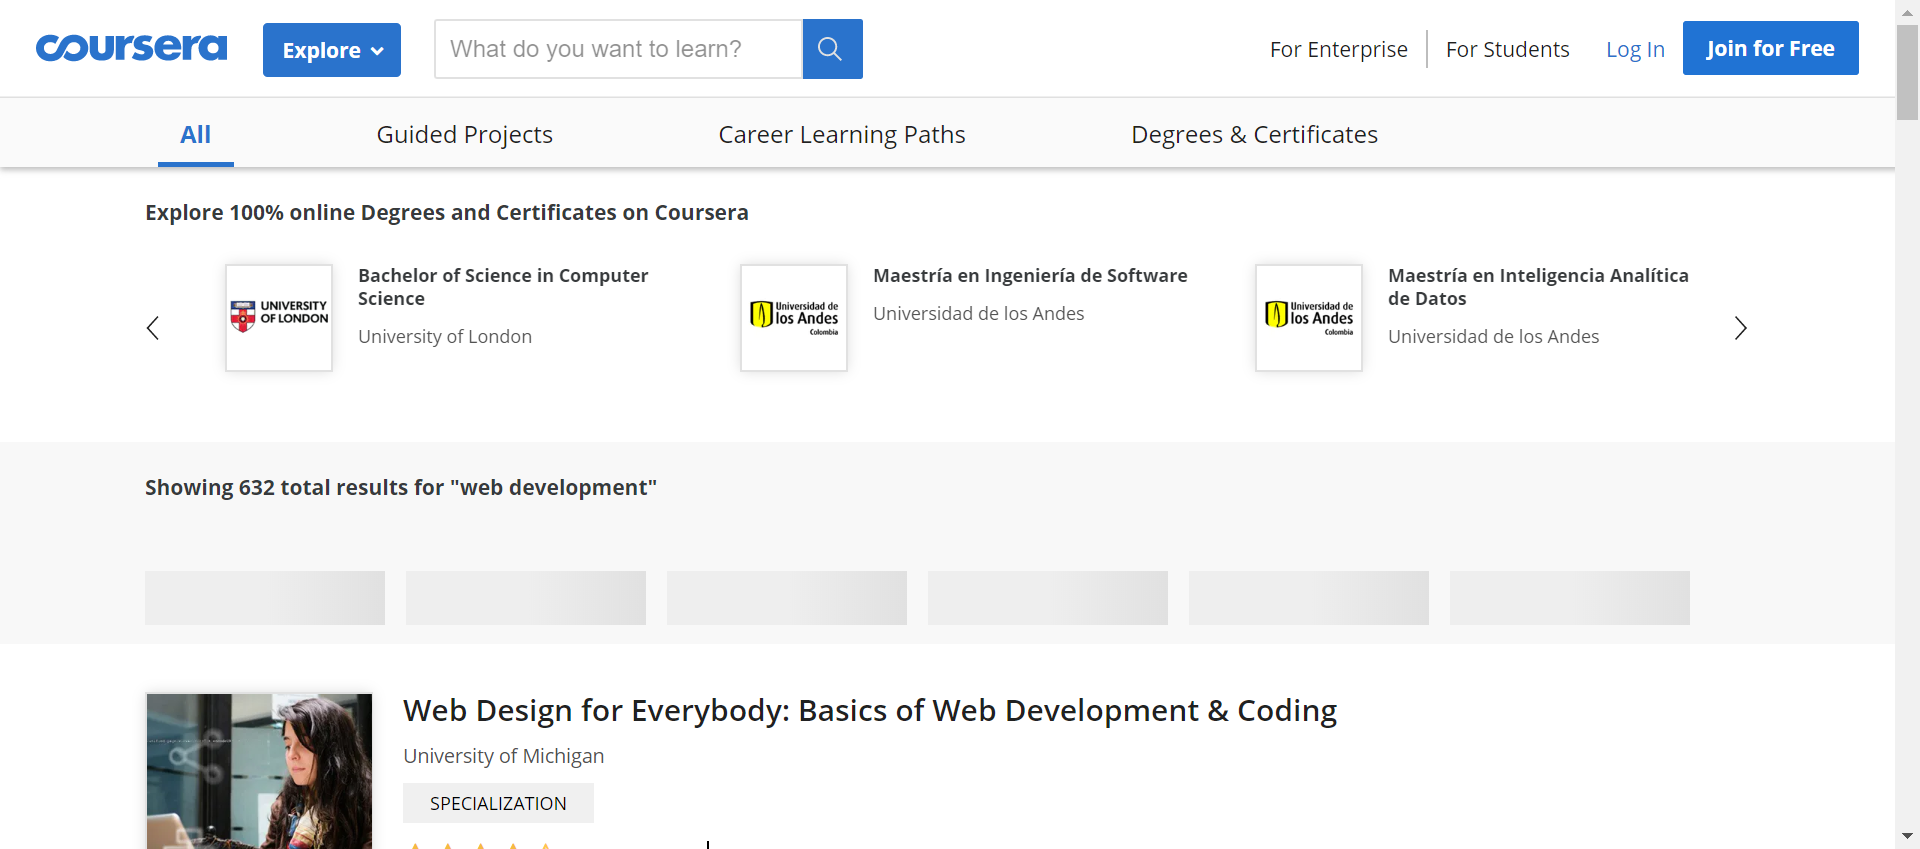 coursera
Explore
What do you want to learn?
For Enterprise
For Students
Log In
Join for Free
All
Guided Projects
Career Learning Paths
Degrees & Certificates
Explore 100% online Degrees and Certificates on Coursera
UNIVERSITY
OF LONDON
Bachelor of Science in Computer
Science
University of London
Universidad de
los Andes
Colombia
Maestría en Ingeniería de Software
Universidad de los Andes
Universidad de
los Andes
Colombia
Maestría en Inteligencia Analítica
de Datos
Universidad de los Andes
Showing 632 total results for "web development"
Web Design for Everybody: Basics of Web Development & Coding
University of Michigan
SPECIALIZATION